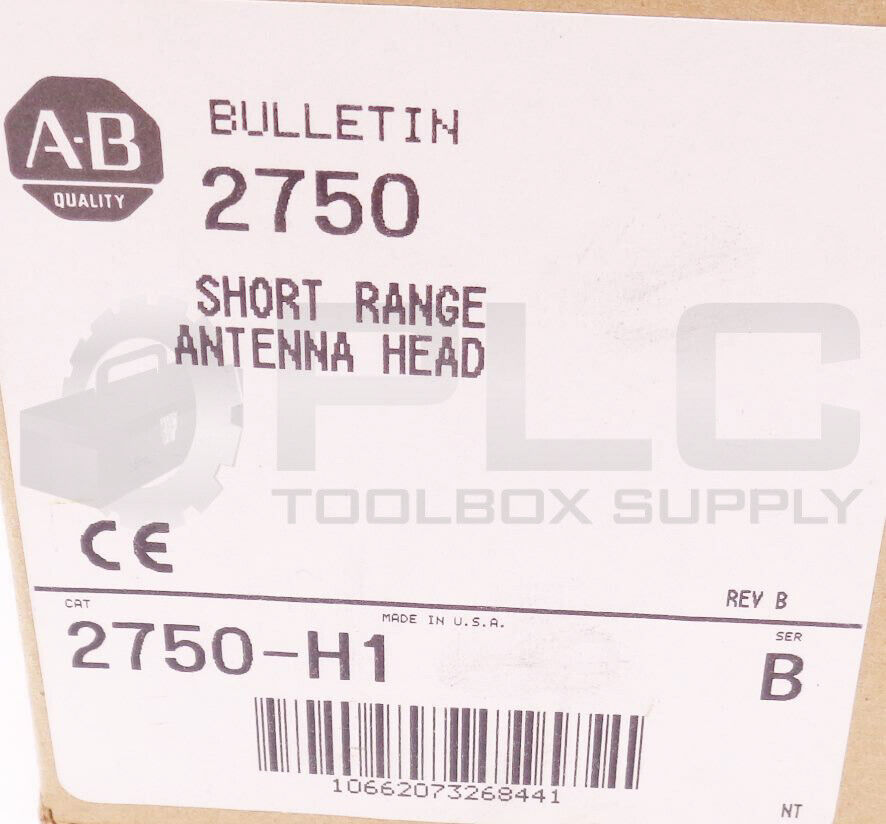 A-B
QUALITY
BULLETIN
2750
SHORT RANGE
ANTENNA HEAD
PLC
TOOLBOX SUPPLY
CE
REV B
CAT
MADE IN U.S.A.
SER
2750-H1
B
10662073268441
NT